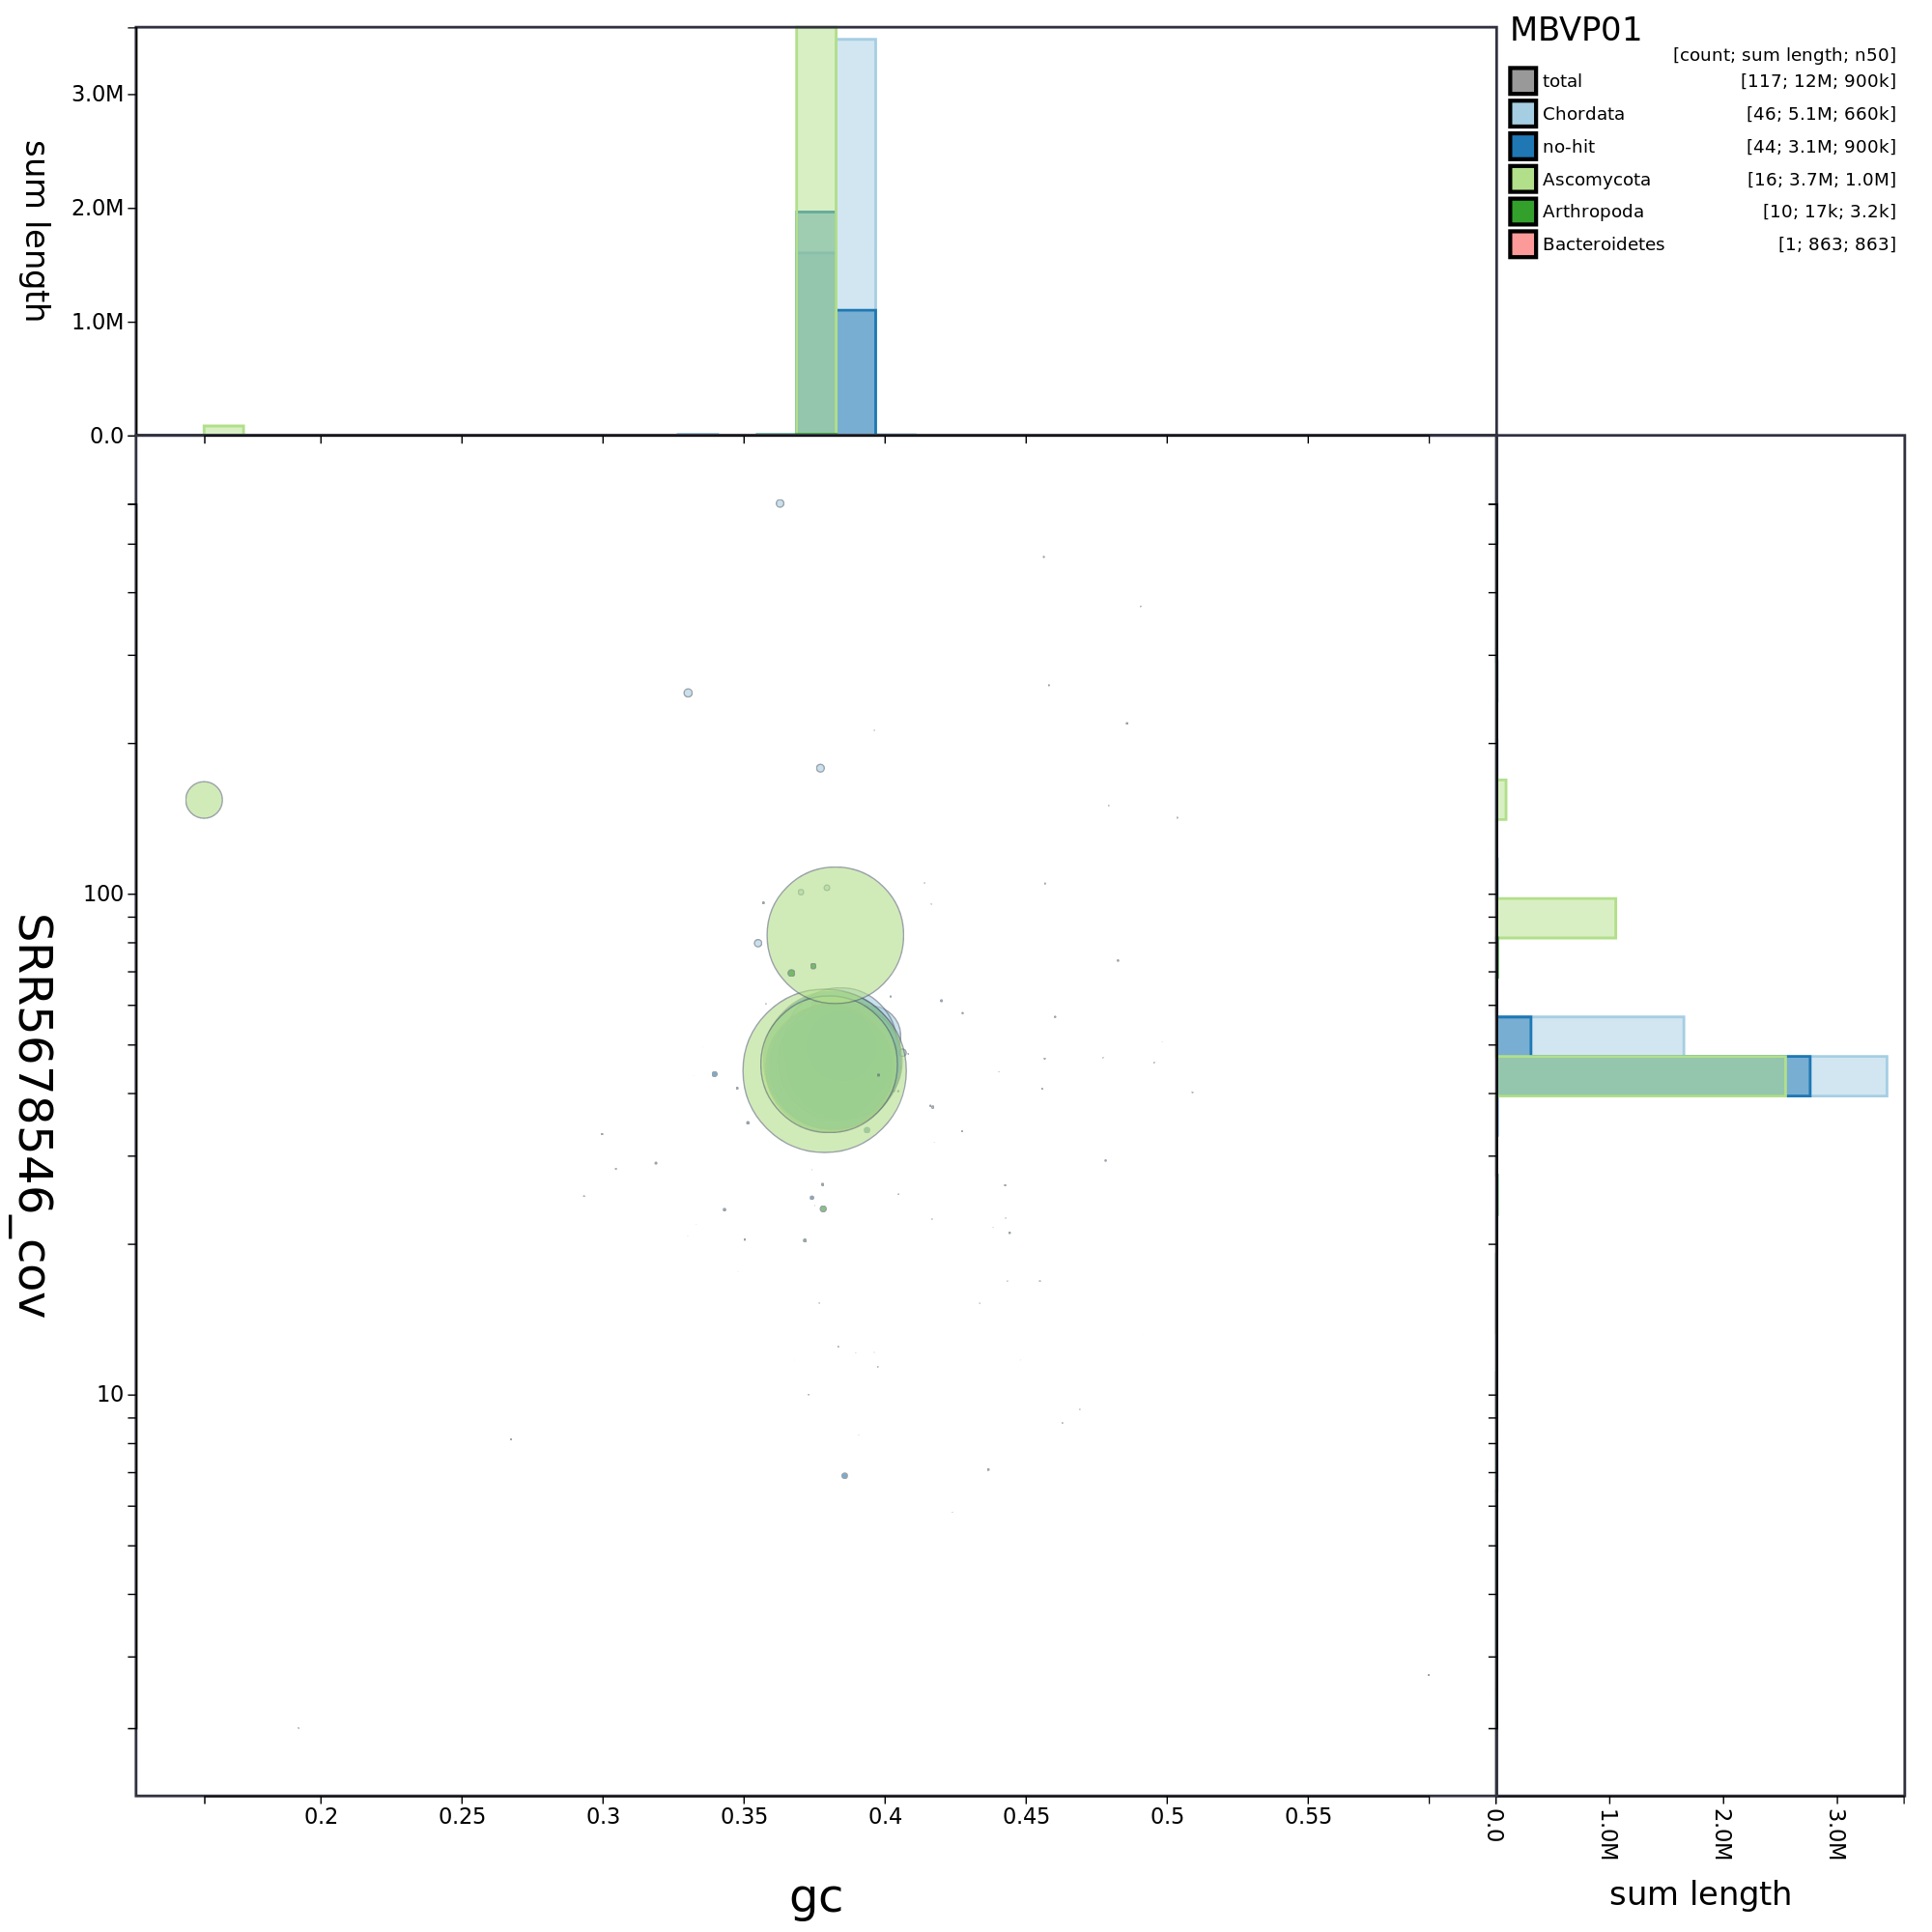 MBVP01
[count; sum length; n50]
total [117; 12M; 900k]
Chordata [46; 5.1M; 660k]
no-hit [44; 3.1M; 900k]
Ascomycota [16; 3.7M; 1.0M]
Arthropoda [10; 17k; 3.2k]
Bacteroidetes [1; 863; 863]
sum length
3.0M
2.0M
1.0M
0.0
SRR5678546_cov
100
10
0.2 0.25 0.3 0.35 0.4 0.45 0.5 0.55
gc
0.0 1.0M 2.0M 3.0M
sum length